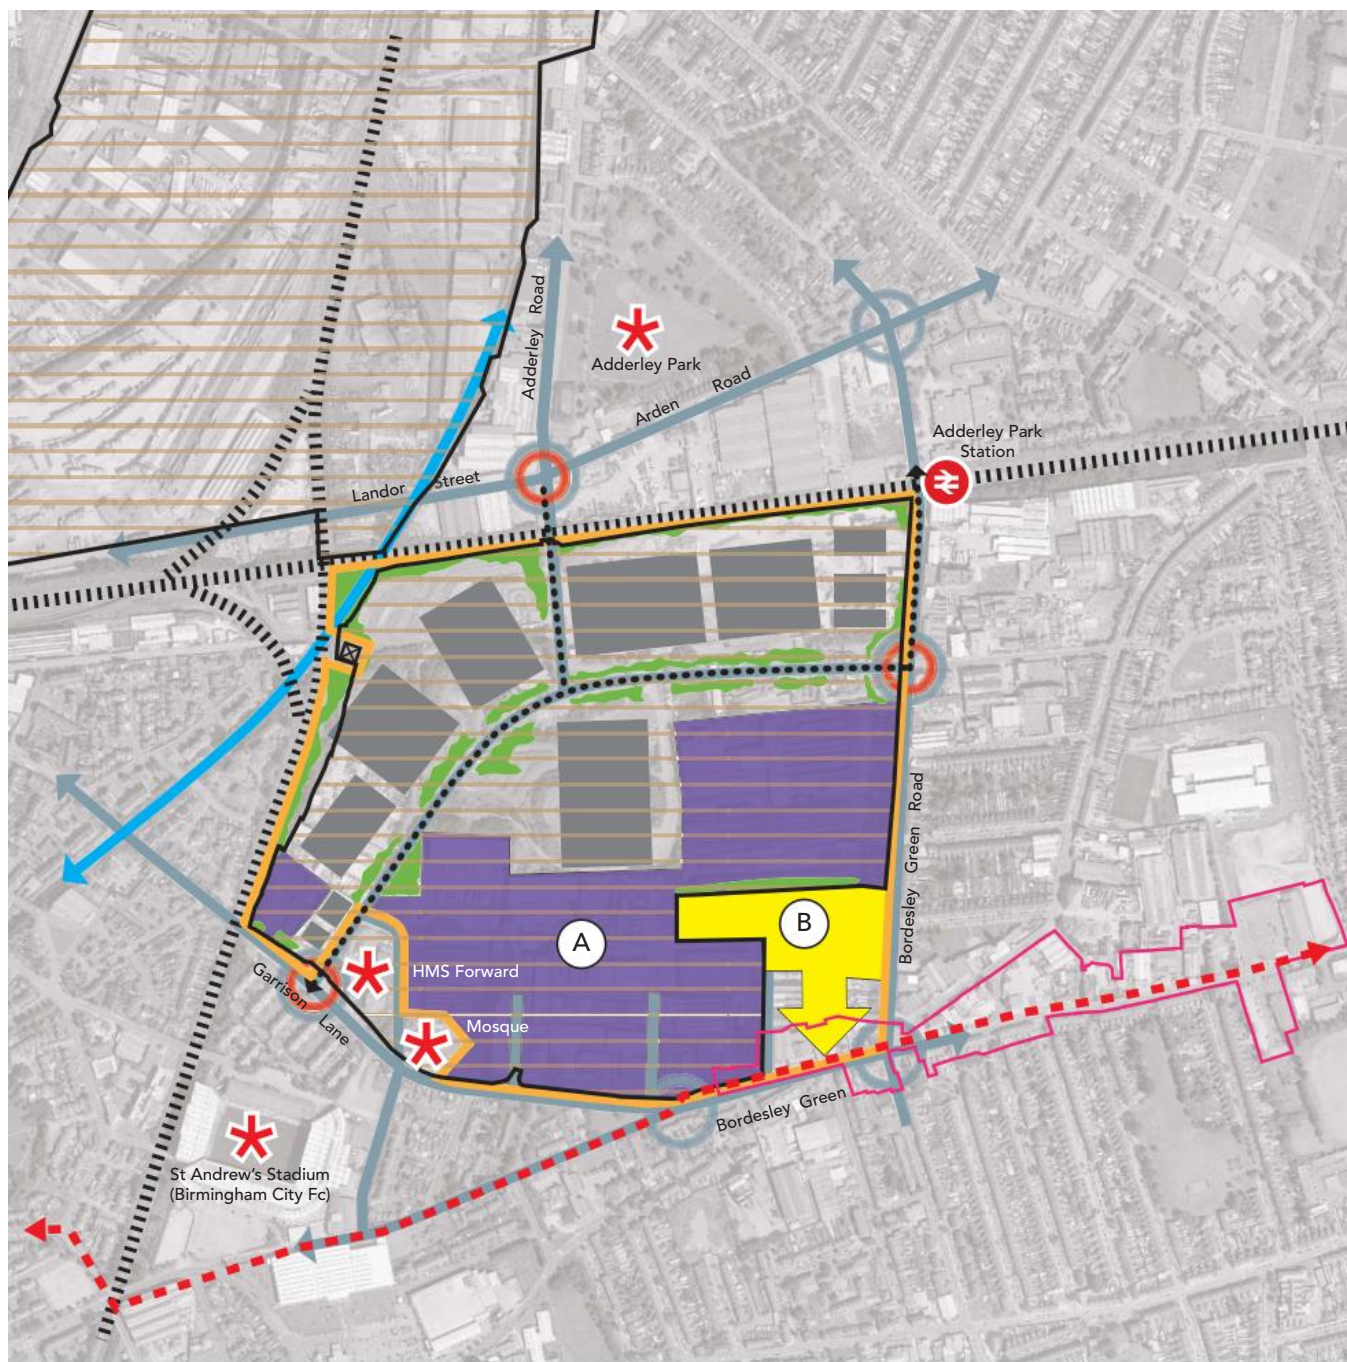 Adderley Road
Adderley Park
Arden Road
Adderley Park
Station
Landor Street
Bordesley Green Road
B
A
HMS Forward
Garrison Lane
Mosque
Bordesley Green
St Andrew's Stadium
(Birmingham City Fc)